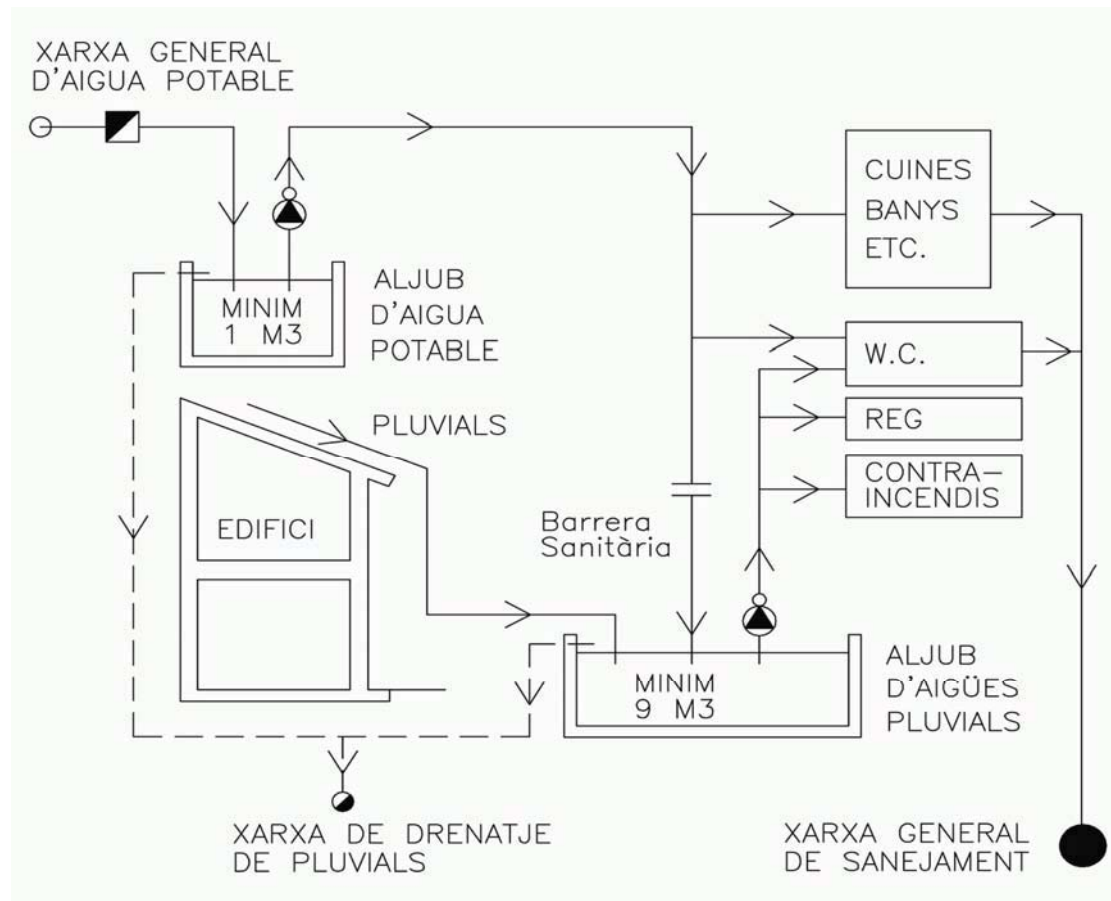 XARXA GENERAL
D'AIGUA POTABLE
CUINES
BANYS
ETC.
ALJUB
D'AIGUA
POTABLE
MINIM
1 M3
W.C.
PLUVIALS
REG
CONTRA-
INCENDIS
EDIFICI
Barrera
Sanitària
ALJUB
D'AIGÜES
PLUVIALS
MINIM
9 M3
XARXA DE DRENATJE
DE PLUVIALS
XARXA GENERAL
DE SANEJAMENT